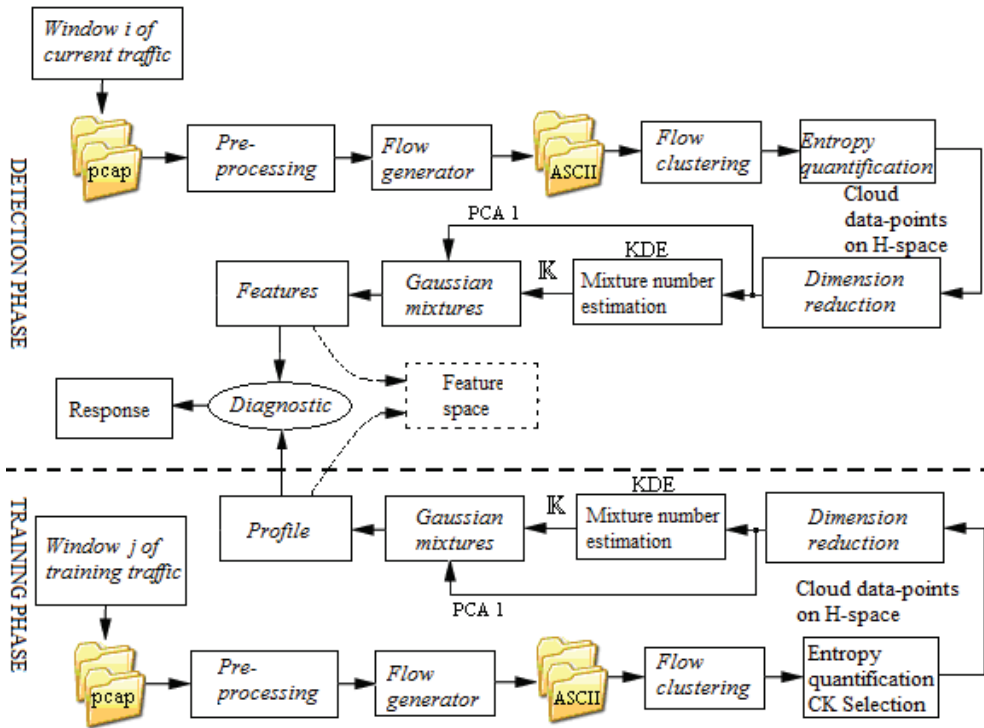 Window i of
current traffic
pcap
Pre-
processing
Flow
generator
ASCII
Flow
clustering
Entropy
quantification
Cloud
data-points
on H-space
DETECTION PHASE
PCA 1
KDE
𝕂
Features
Gaussian
mixtures
Mixture number
estimation
Dimension
reduction
Feature
space
Response
Diagnostic
TRAINING PHASE
KDE
𝕂
Profile
Gaussian
mixtures
Mixture number
estimation
Dimension
reduction
Window j of
training traffic
PCA 1
Cloud data-points
on H-space
pcap
Pre-
processing
Flow
generator
ASCII
Flow
clustering
Entropy
quantification
CK Selection